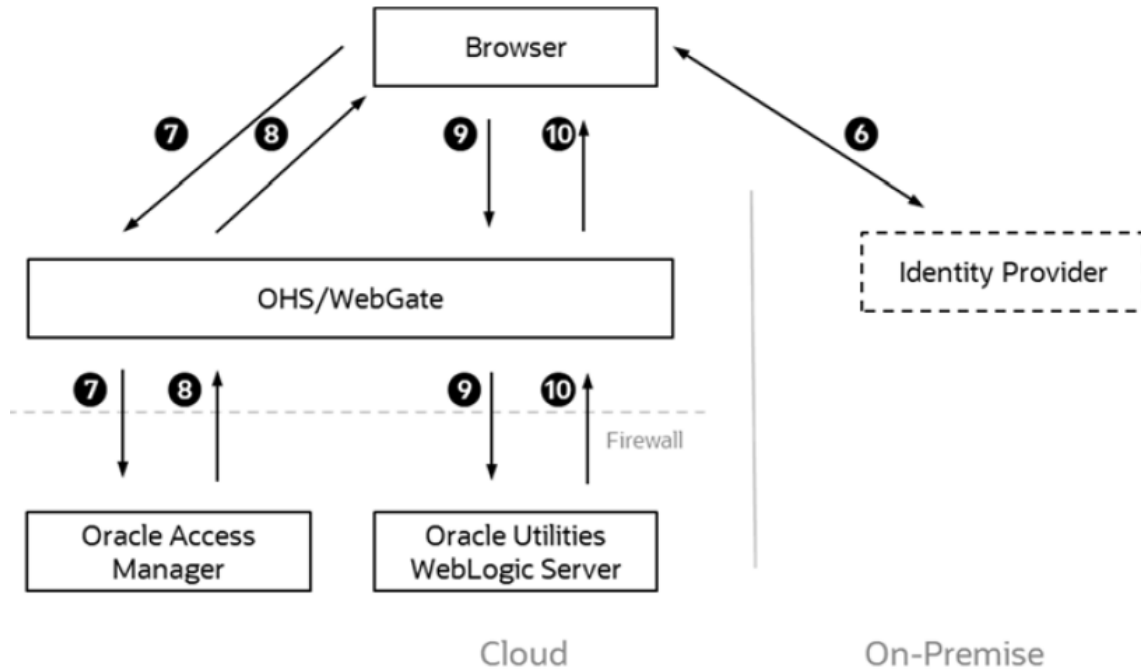 Browser
7
8
9
10
6
Identity Provider
OHS/WebGate
7
8
9
10
Firewall
Oracle Access
Manager
Oracle Utilities
WebLogic Server
Cloud
On-Premise